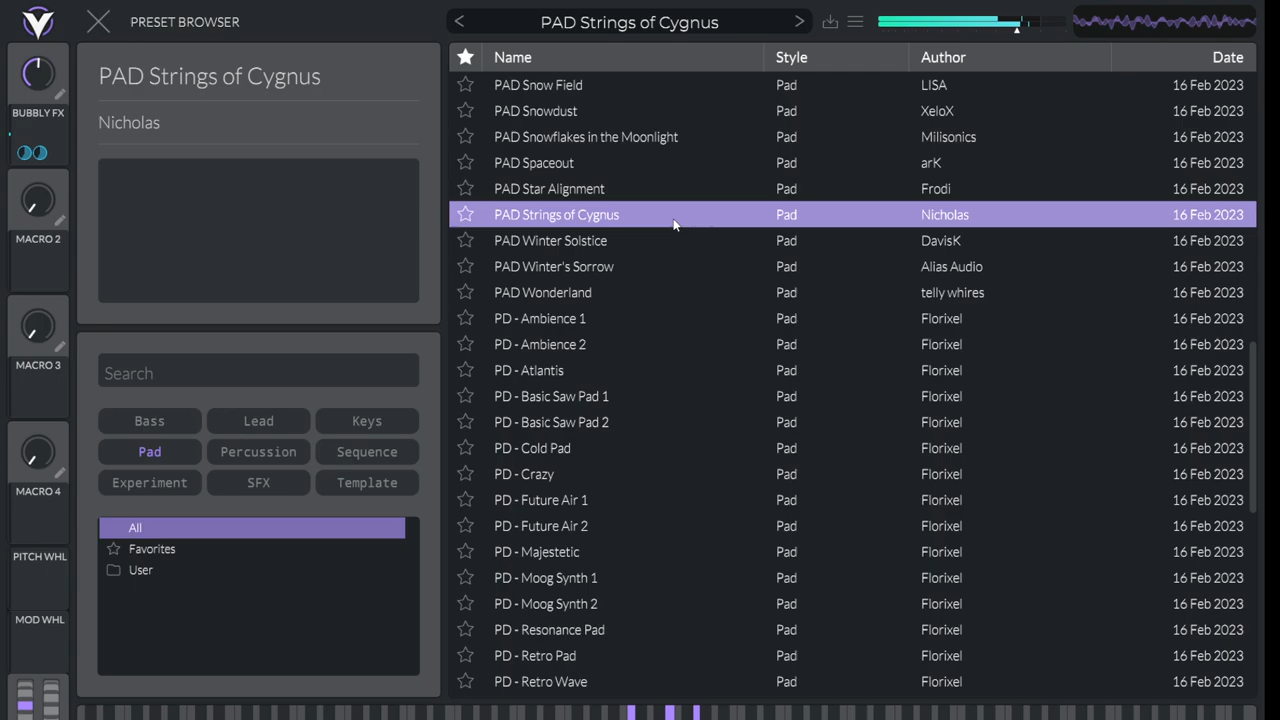 PRESET BROWSER
PAD Strings of Cygnus
PAD Strings of Cygnus
Nicholas
BUBBLY FX
MACRO 2
MACRO 3
MACRO 4
PITCH WHL
MOD WHL
Search
Bass Lead Keys
Pad Percussion Sequence
Experiment SFX Template
All
Favorites
User
Name Style Author Date
PAD Snow Field Pad LISA 16 Feb 2023
PAD Snowdust Pad XeloX 16 Feb 2023
PAD Snowflakes in the Moonlight Pad Milisonics 16 Feb 2023
PAD Spaceout Pad arK 16 Feb 2023
PAD Star Alignment Pad Frodi 16 Feb 2023
PAD Strings of Cygnus Pad Nicholas 16 Feb 2023
PAD Winter Solstice Pad DavisK 16 Feb 2023
PAD Winter's Sorrow Pad Alias Audio 16 Feb 2023
PAD Wonderland Pad telly whires 16 Feb 2023
PD - Ambience 1 Pad Florixel 16 Feb 2023
PD - Ambience 2 Pad Florixel 16 Feb 2023
PD - Atlantis Pad Florixel 16 Feb 2023
PD - Basic Saw Pad 1 Pad Florixel 16 Feb 2023
PD - Basic Saw Pad 2 Pad Florixel 16 Feb 2023
PD - Cold Pad Pad Florixel 16 Feb 2023
PD - Crazy Pad Florixel 16 Feb 2023
PD - Future Air 1 Pad Florixel 16 Feb 2023
PD - Future Air 2 Pad Florixel 16 Feb 2023
PD - Majestetic Pad Florixel 16 Feb 2023
PD - Moog Synth 1 Pad Florixel 16 Feb 2023
PD - Moog Synth 2 Pad Florixel 16 Feb 2023
PD - Resonance Pad Pad Florixel 16 Feb 2023
PD - Retro Pad Pad Florixel 16 Feb 2023
PD - Retro Wave Pad Florixel 16 Feb 2023